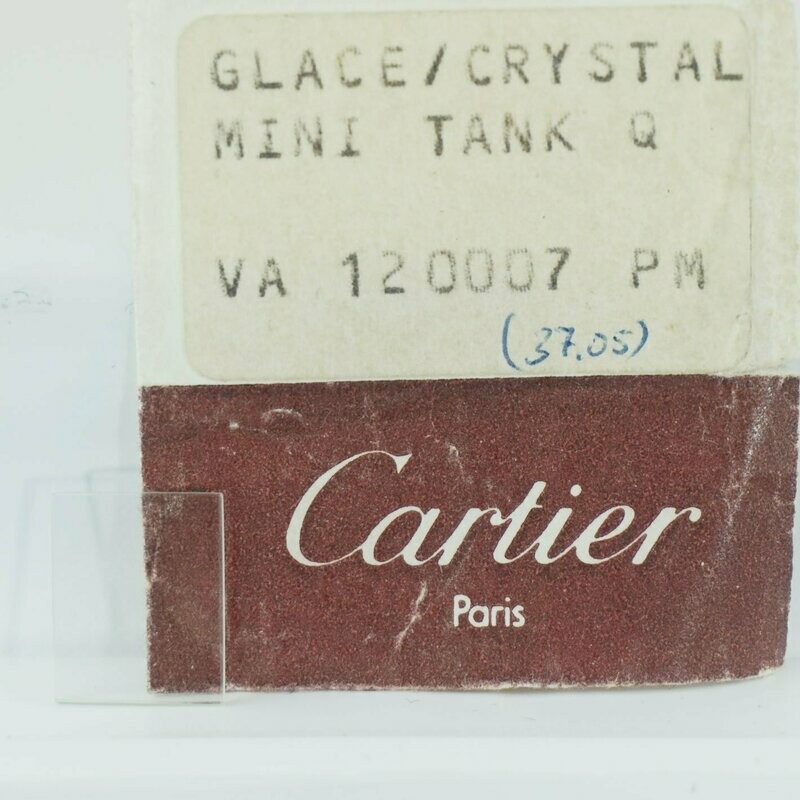 GLACE/CRYSTAL
MINI TANK Q
VA 120007 PM
(37.05)
Cartier
Paris